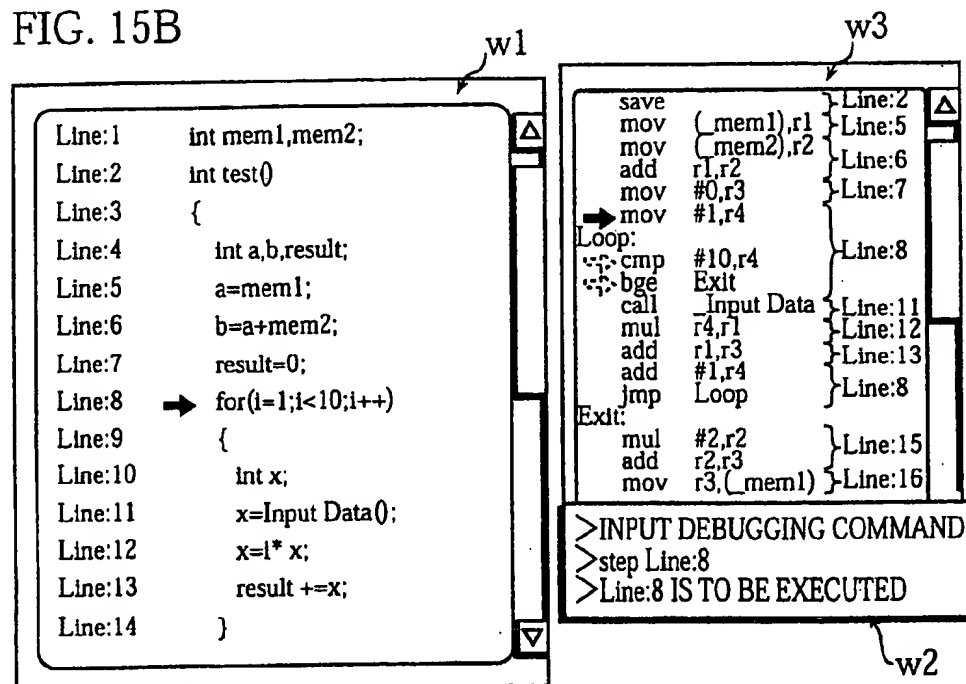 FIG. 15B
w1
Line:1 int mem1,mem2;
Line:2 int test()
Line:3 {
Line:4 int a,b,result;
Line:5 a=mem1;
Line:6 b=a+mem2;
Line:7 result=0;
Line:8 for(i=1;i<10;i++)
Line:9 {
Line:10 int x;
Line:11 x=Input Data();
Line:12 x=i* x;
Line:13 result +=x;
Line:14 }
w3
save Line:2
mov (_mem1),r1 Line:5
mov (_mem2),r2
add r1,r2 Line:6
mov #0,r3 Line:7
mov #1,r4
Loop:
cmp #10,r4 Line:8
bge Exit
call _Input Data Line:11
mul r4,r1 Line:12
add r1,r3 Line:13
add #1,r4 Line:8
jmp Loop
Exit:
mul #2,r2 Line:15
add r2,r3
mov r3,(_mem1) Line:16
>INPUT DEBUGGING COMMAND
>step Line:8
>Line:8 IS TO BE EXECUTED
w2